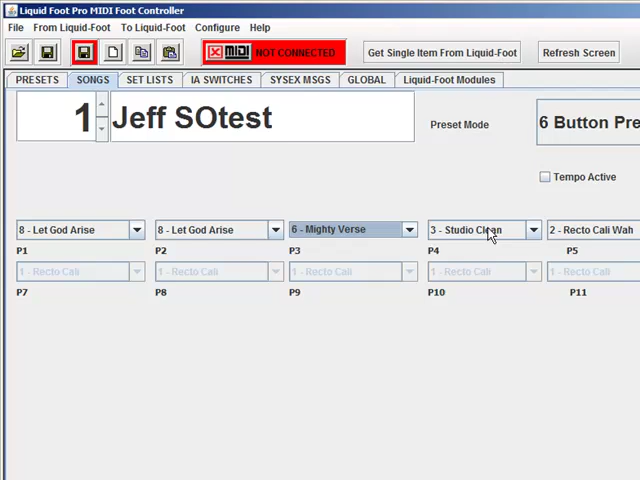 Liquid Foot Pro MIDI Foot Controller
File From Liquid-Foot To Liquid-Foot Configure Help
MIDI NOT CONNECTED Get Single Item From Liquid-Foot Refresh Screen
PRESETS SONGS SET LISTS IA SWITCHES SYSEX MSGS GLOBAL Liquid-Foot Modules
1 Jeff SOtest Preset Mode 6 Button Pre
Tempo Active
8 - Let God Arise 8 - Let God Arise 6 - Mighty Verse 3 - Studio Clean 2 - Recto Cali Wah
P1 P2 P3 P4 P5
1 - Recto Cali 1 - Recto Cali 1 - Recto Cali 1 - Recto Cali 1 - Recto Cali
P7 P8 P9 P10 P11